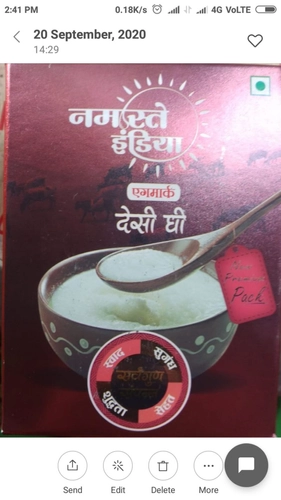 2:41 PM
0.18K/s
4G VoLTE
20 September, 2020
14:29
नमस्ते
इंडिया
एगमार्क
देसी घी
Pack
स्वाद
सुगंध
शुद्धता
सेहत
Send
Edit
Delete
More